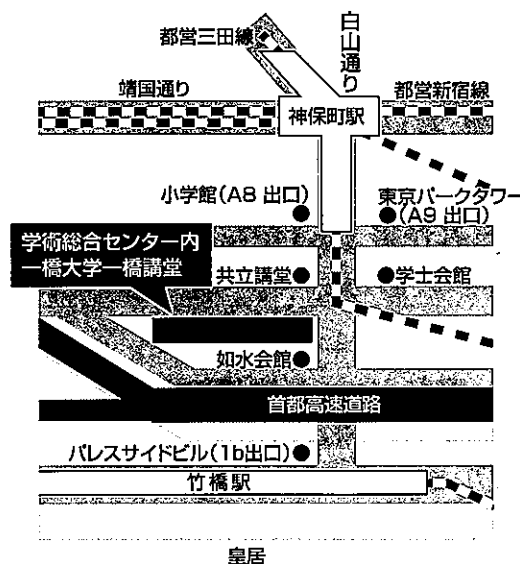 都営三田線
白山通り
靖国通り
都営新宿線
神保町駅
小学館(A8 出口)
東京パークタワー
(A9 出口)
学術総合センター内
一橋大学一橋講堂
共立講堂
学士会館
如水会館
首都高速道路
パレスサイドビル(1b出口)
竹橋駅
皇居